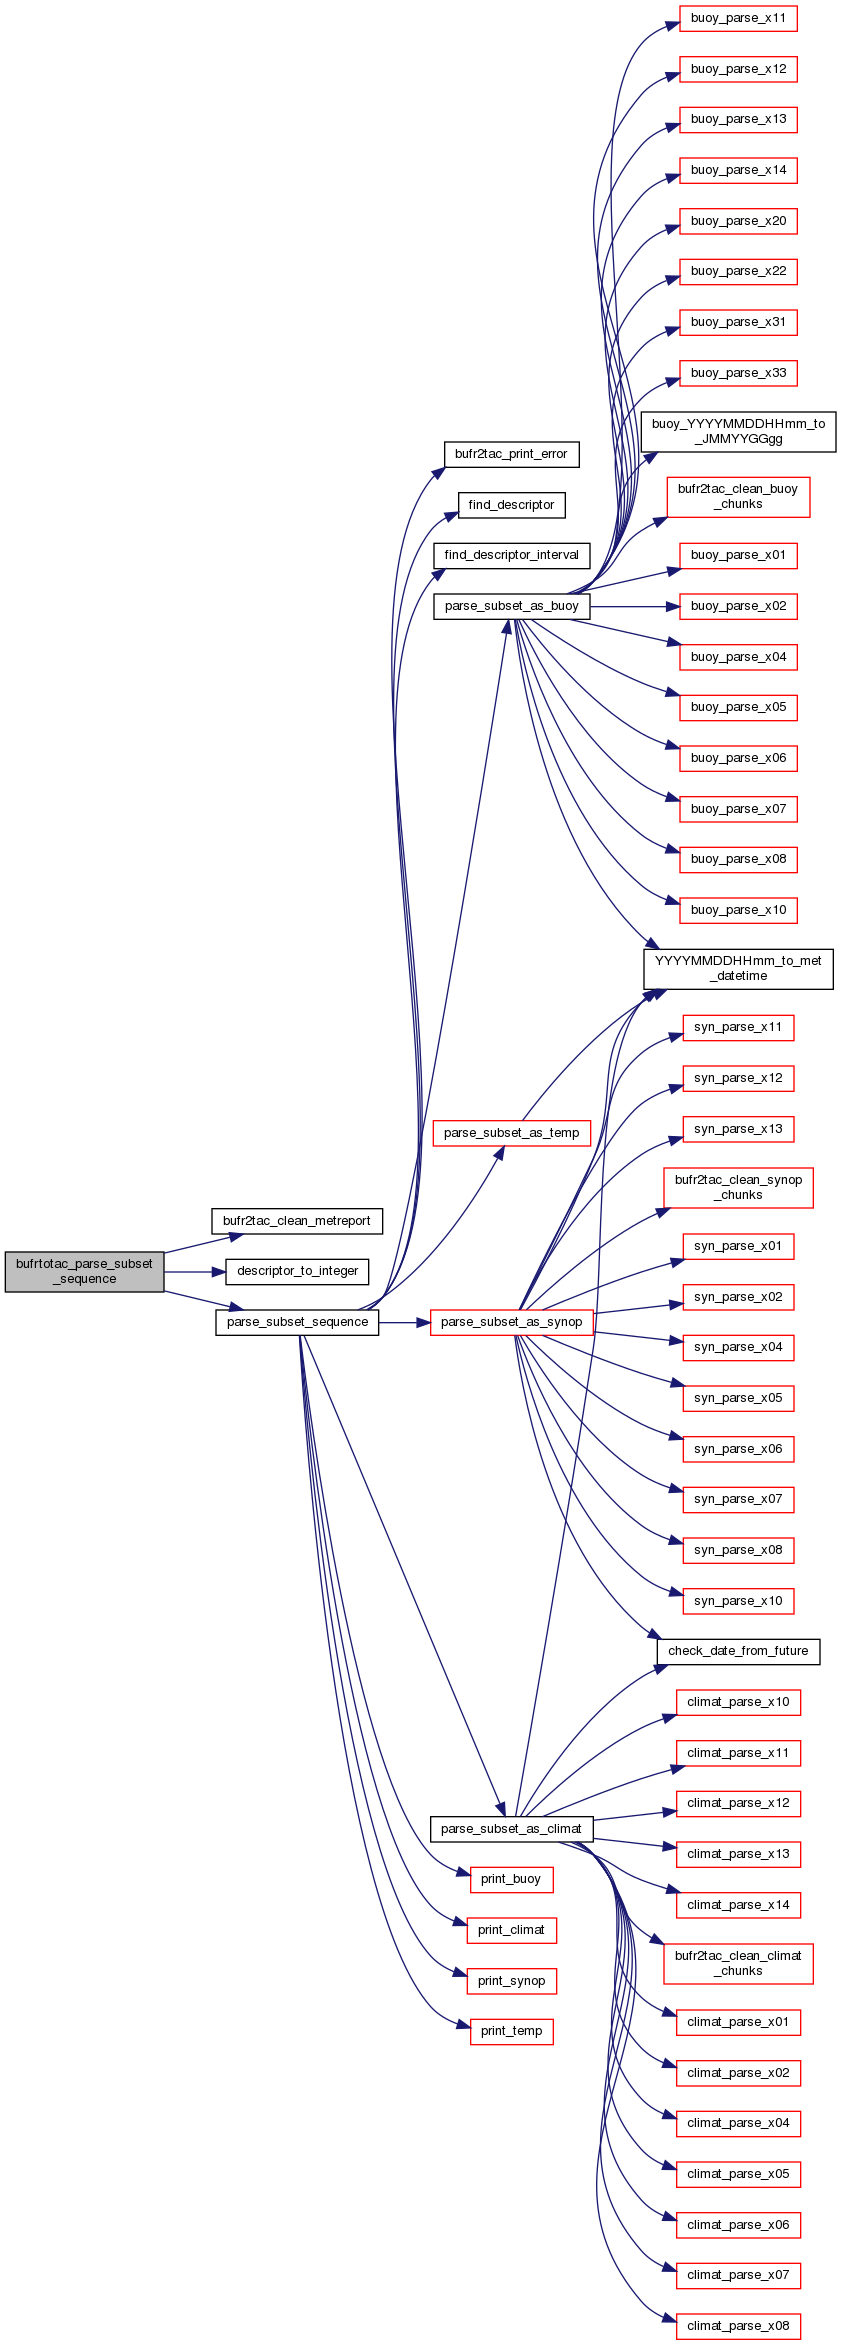 buoy_parse_x11
buoy_parse_x12
buoy_parse_x13
buoy_parse_x14
buoy_parse_x20
buoy_parse_x22
buoy_parse_x31
buoy_parse_x33
buoy_YYYYMMDDHHmm_to
_JMMYYGGgg
bufr2tac_print_error
bufr2tac_clean_buoy
_chunks
find_descriptor
find_descriptor_interval
buoy_parse_x01
parse_subset_as_buoy
buoy_parse_x02
buoy_parse_x04
buoy_parse_x05
buoy_parse_x06
buoy_parse_x07
buoy_parse_x08
buoy_parse_x10
YYYYMMDDHHmm_to_met
_datetime
syn_parse_x11
syn_parse_x12
parse_subset_as_temp
syn_parse_x13
bufr2tac_clean_synop
_chunks
bufr2tac_clean_metreport
syn_parse_x01
bufrtotac_parse_subset
_sequence
descriptor_to_integer
syn_parse_x02
parse_subset_sequence
parse_subset_as_synop
syn_parse_x04
syn_parse_x05
syn_parse_x06
syn_parse_x07
syn_parse_x08
syn_parse_x10
check_date_from_future
climat_parse_x10
climat_parse_x11
climat_parse_x12
parse_subset_as_climat
climat_parse_x13
print_buoy
climat_parse_x14
print_climat
bufr2tac_clean_climat
_chunks
print_synop
climat_parse_x01
print_temp
climat_parse_x02
climat_parse_x04
climat_parse_x05
climat_parse_x06
climat_parse_x07
climat_parse_x08